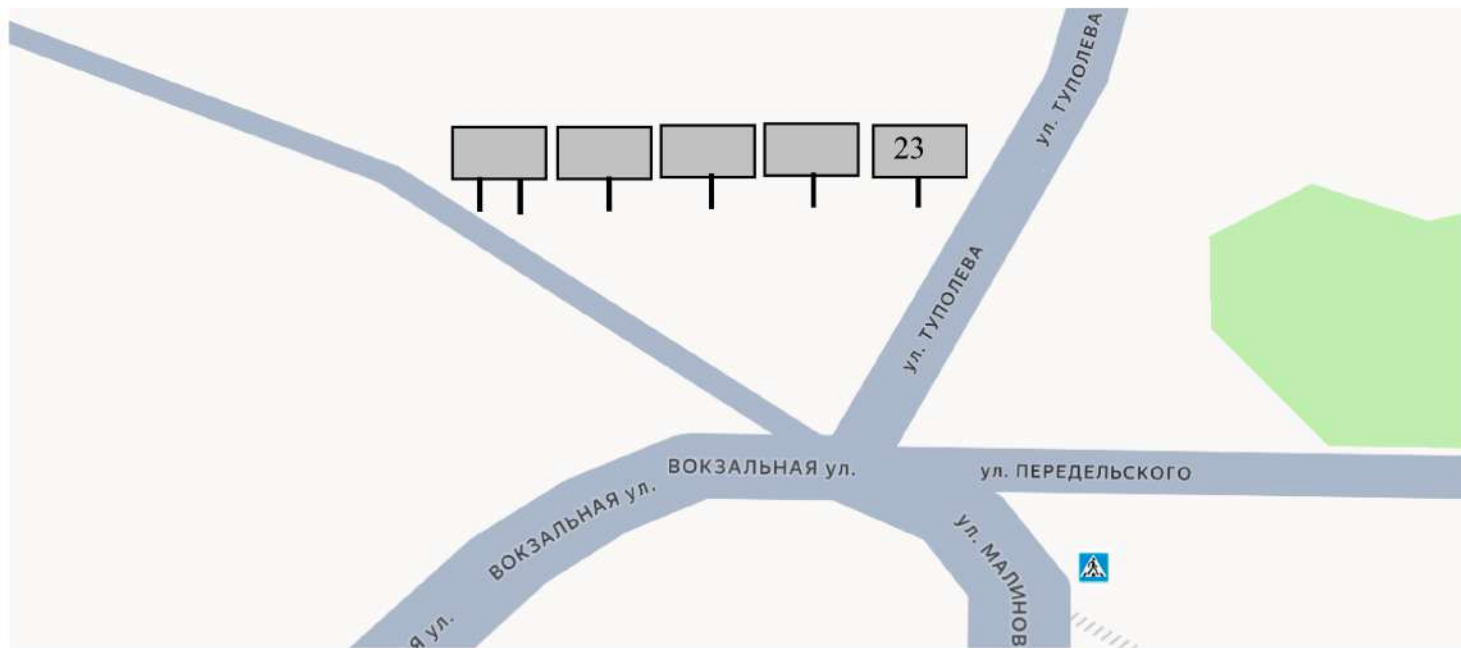 ул. ТУПОЛЕВА
23
ул. ТУПОЛЕВА
ВОКЗАЛЬНАЯ ул.
ул. ПЕРЕДЕЛЬСКОГО
ВОКЗАЛЬНАЯ ул.
ул. МАЛИНОВ
Я ул.